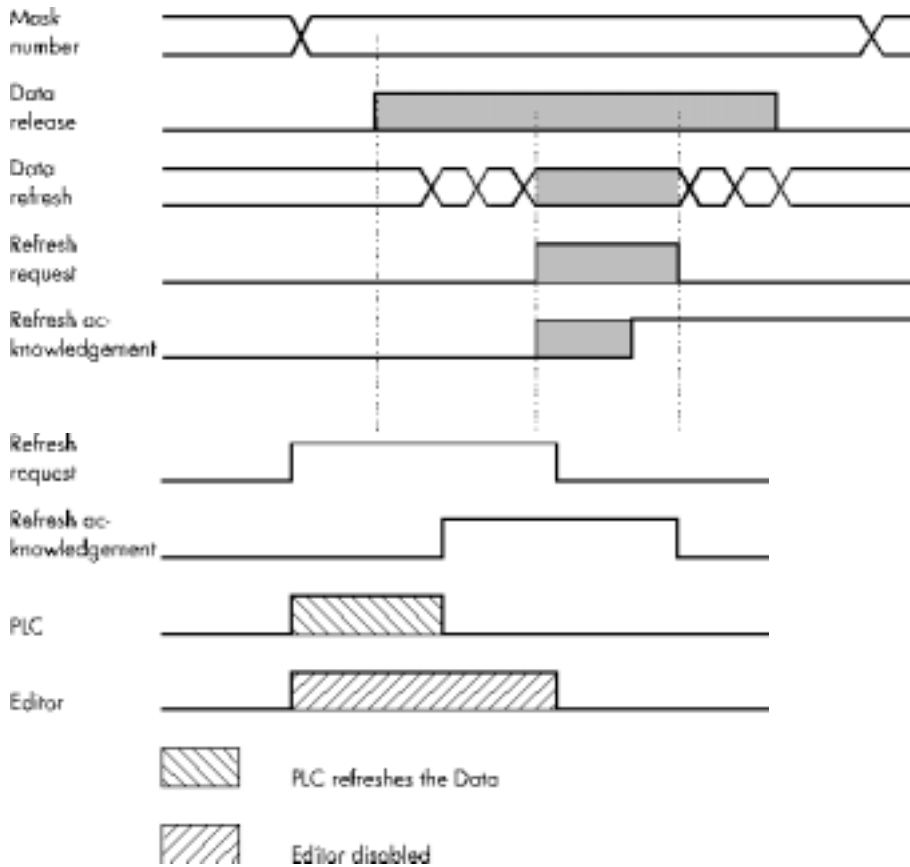 Mask
number
Data
release
Data
refresh
Refresh
request
Refresh ac-
knowledgement
Refresh
request
Refresh ac-
knowledgement
PLC
Editor
PLC refreshes the Data
Editor disabled